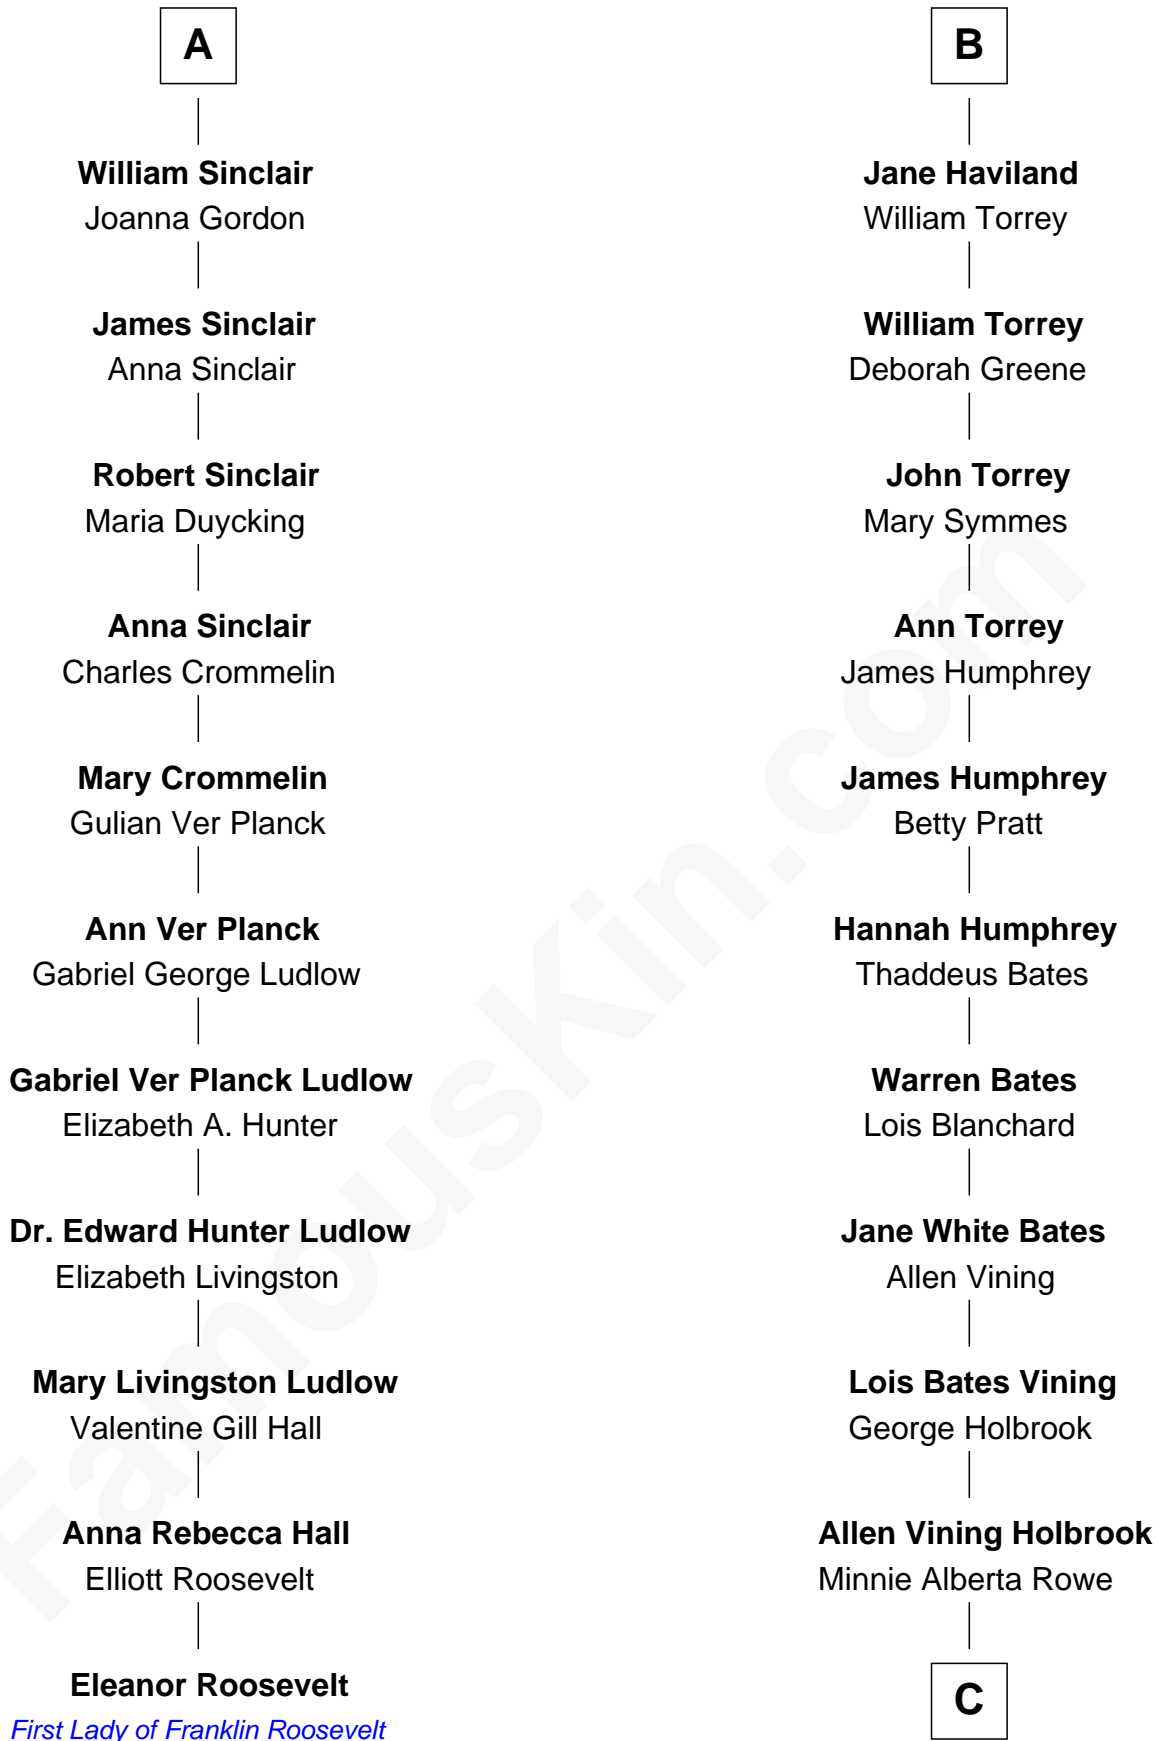 A
William Sinclair
Joanna Gordon
James Sinclair
Anna Sinclair
Robert Sinclair
Maria Duycking
Anna Sinclair
Charles Crommelin
Mary Crommelin
Gulian Ver Planck
Ann Ver Planck
Gabriel George Ludlow
Gabriel Ver Planck Ludlow
Elizabeth A. Hunter
Dr. Edward Hunter Ludlow
Elizabeth Livingston
Mary Livingston Ludlow
Valentine Gill Hall
Anna Rebecca Hall
Elliott Roosevelt
Eleanor Roosevelt
First Lady of Franklin Roosevelt
B
Jane Haviland
William Torrey
William Torrey
Deborah Greene
John Torrey
Mary Symmes
Ann Torrey
James Humphrey
James Humphrey
Betty Pratt
Hannah Humphrey
Thaddeus Bates
Warren Bates
Lois Blanchard
Jane White Bates
Allen Vining
Lois Bates Vining
George Holbrook
Allen Vining Holbrook
Minnie Alberta Rowe
C
FamousKin.com